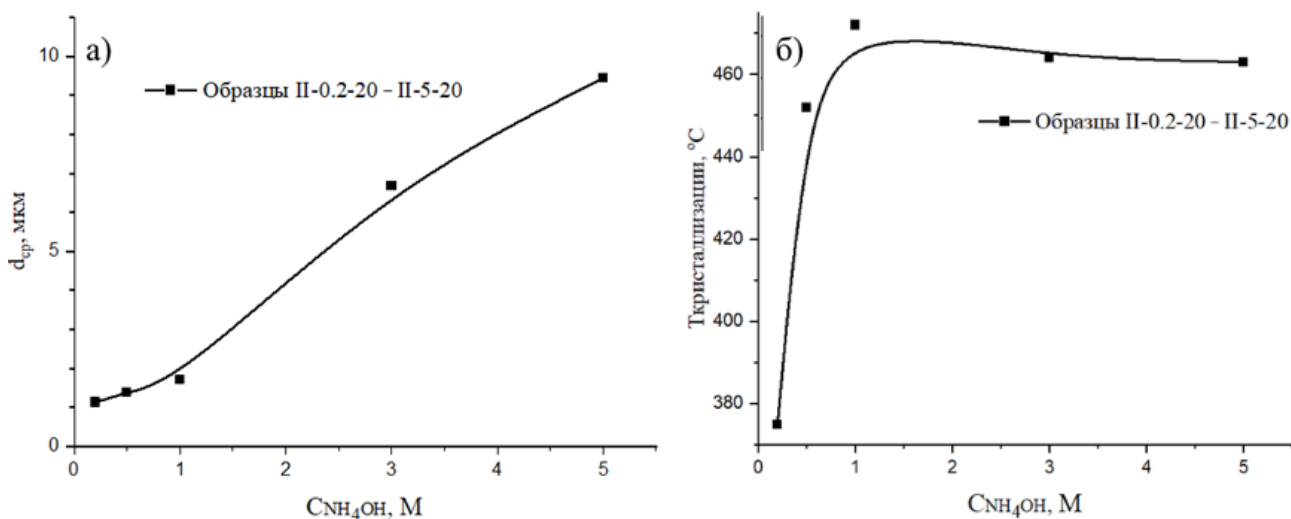 а)
Образцы II-0.2-20 – II-5-20
10
5
0
d_ср, мкм
0 1 2 3 4 5
C_NH₄OH, М
б)
Образцы II-0.2-20 – II-5-20
460
440
420
400
380
Ткристаллизации, °C
0 1 2 3 4 5
C_NH₄OH, М